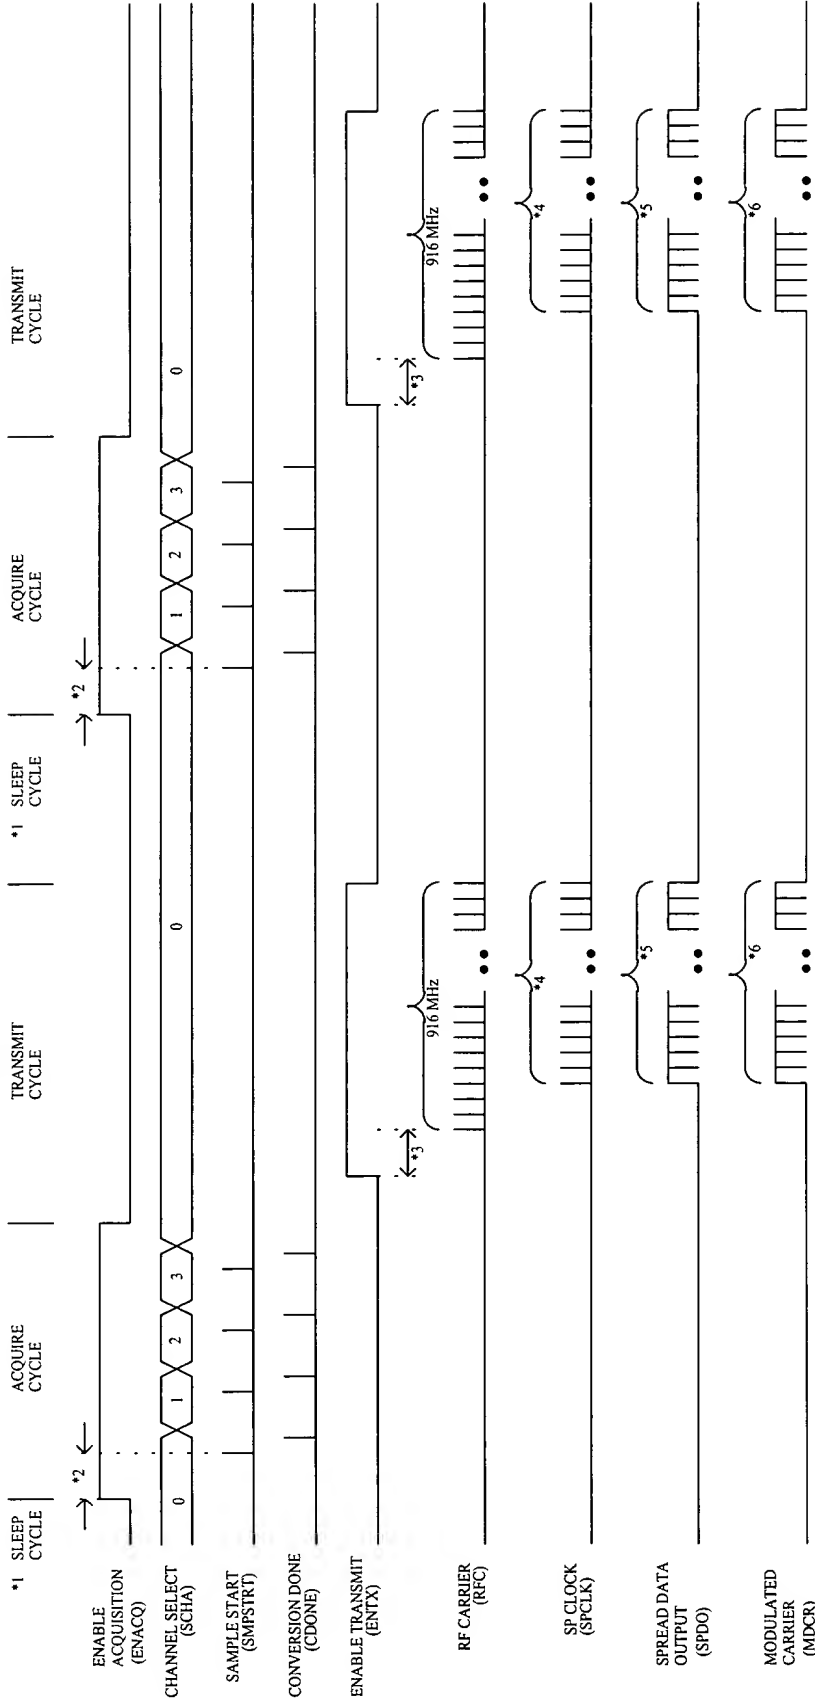 *1 SLEEP
CYCLE
ACQUIRE
CYCLE
TRANSMIT
CYCLE
*1 SLEEP
CYCLE
ACQUIRE
CYCLE
TRANSMIT
CYCLE
ENABLE
ACQUISITION
(ENACQ)
*2
*2
CHANNEL SELECT
(SCHA)
0
1
2
3
0
1
2
3
0
SAMPLE START
(SMPSTRT)
CONVERSION DONE
(CDONE)
ENABLE TRANSMIT
(ENTX)
*3
*3
RF CARRIER
(RFC)
916 MHz
916 MHz
SP CLOCK
(SPCLK)
*4
*4
SPREAD DATA
OUTPUT
(SPDO)
*5
*5
MODULATED
CARRIER
(MDCR)
*6
*6